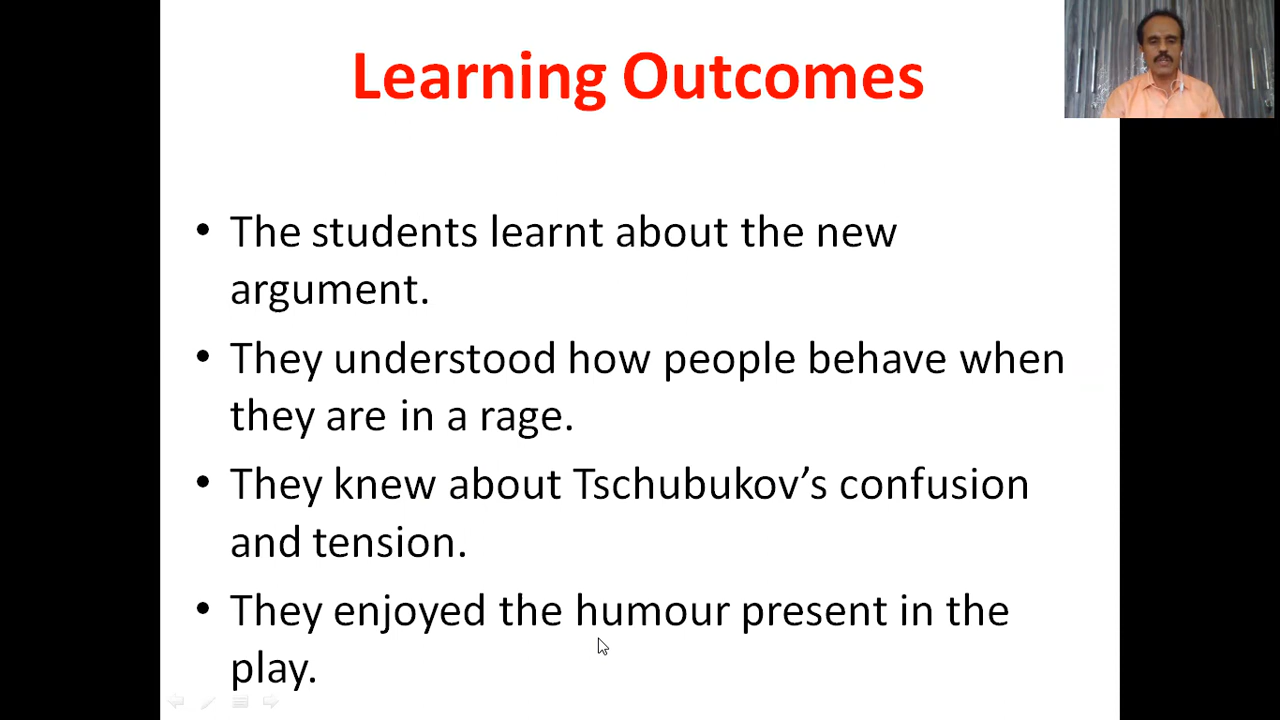 Learning Outcomes
• The students learnt about the new
argument.
• They understood how people behave when
they are in a rage.
• They knew about Tschubukov’s confusion
and tension.
• They enjoyed the humour present in the
play.